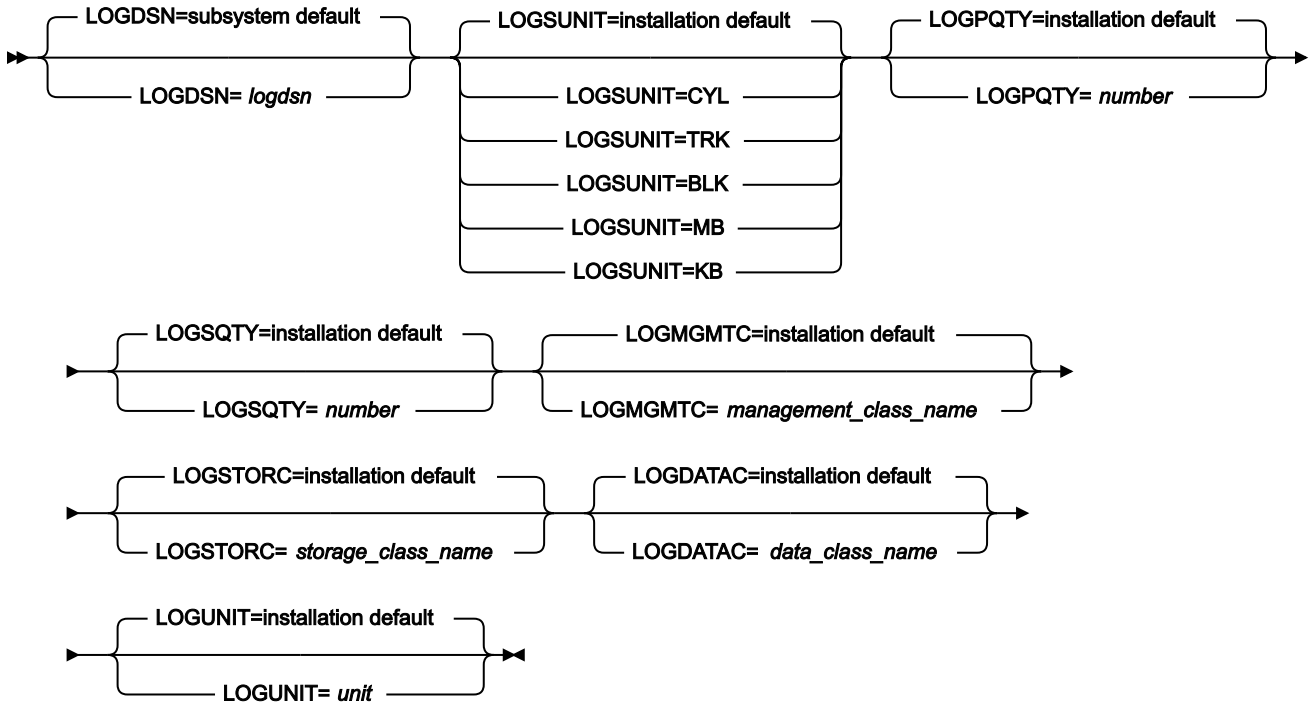 LOGDSN=subsystem default
LOGSUNIT=installation default
LOGPQTY=installation default
LOGDSN= logdsn
LOGSUNIT=CYL
LOGPQTY= number
LOGSUNIT=TRK
LOGSUNIT=BLK
LOGSUNIT=MB
LOGSUNIT=KB
LOGSQTY=installation default
LOGMGMTC=installation default
LOGSQTY= number
LOGMGMTC= management_class_name
LOGSTORC=installation default
LOGDATAC=installation default
LOGSTORC= storage_class_name
LOGDATAC= data_class_name
LOGUNIT=installation default
LOGUNIT= unit